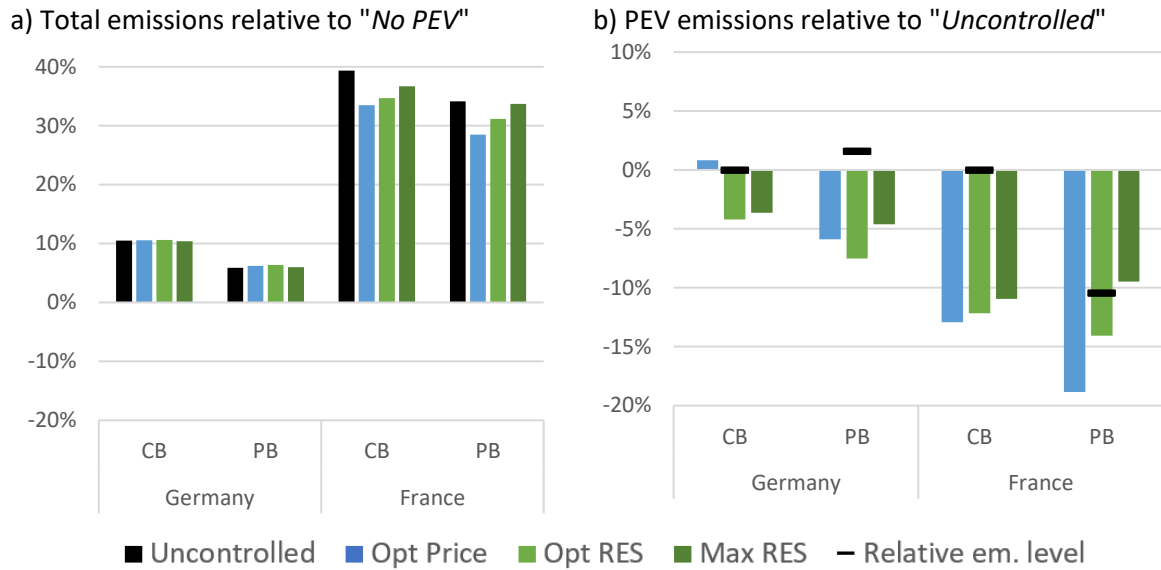 a) Total emissions relative to "No PEV"
40%
30%
20%
10%
0%
-10%
-20%
CB PB CB PB
Germany France
b) PEV emissions relative to "Uncontrolled"
10%
5%
0%
-5%
-10%
-15%
-20%
CB PB CB PB
Germany France
Uncontrolled Opt Price Opt RES Max RES Relative em. level